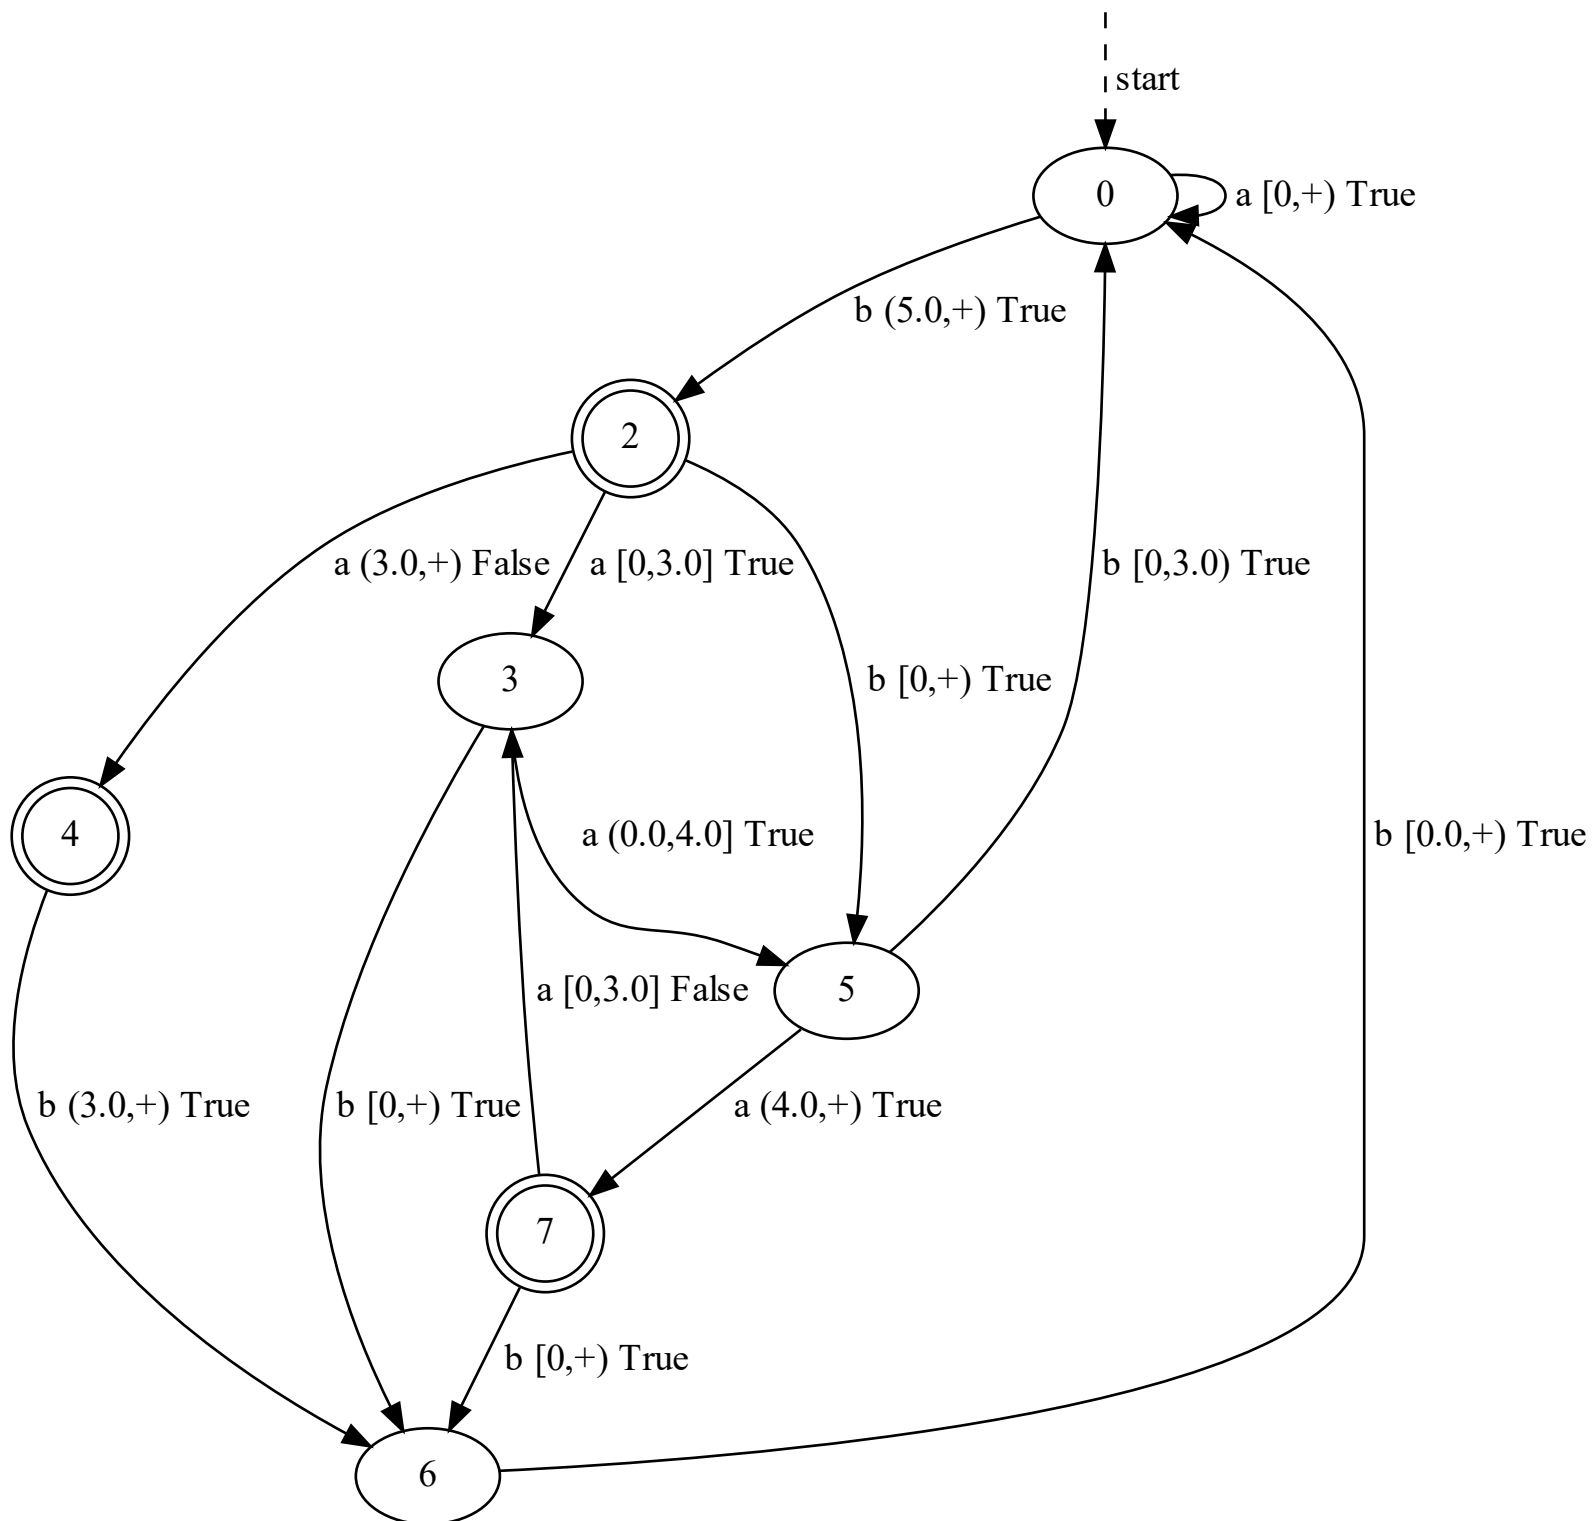 start
0
a [0,+) True
b (5.0,+) True
2
a (3.0,+) False
a [0,3.0] True
b [0,3.0) True
3
b [0,+) True
4
a (0.0,4.0] True
b [0.0,+) True
a [0,3.0] False
5
b (3.0,+) True
b [0,+) True
a (4.0,+) True
7
b [0,+) True
6